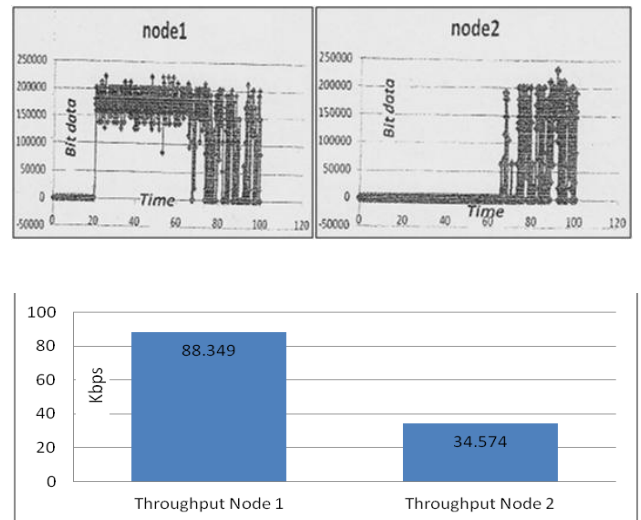 node1
250000
200000
150000
100000
50000
0
-50000
Bit data
0 20 40 60 80 100 120
Time
node2
250000
200000
150000
100000
50000
0
-50000
Bit data
0 20 40 60 80 100 120
Time
100
80
60
40
20
0
Kbps
88.349
34.574
Throughput Node 1
Throughput Node 2